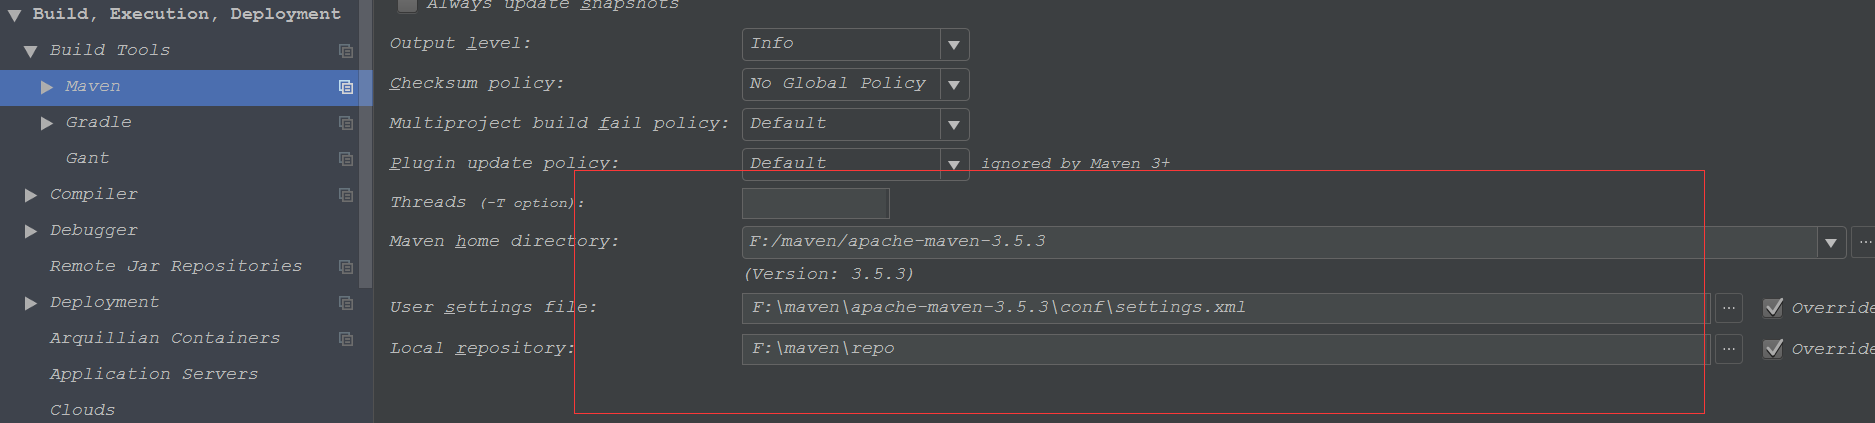 Build, Execution, Deployment
Build Tools
Maven
Gradle
Gant
Compiler
Debugger
Remote Jar Repositories
Deployment
Arquillian Containers
Application Servers
Clouds
Always update snapshots
Output level: Info
Checksum policy: No Global Policy
Multiproject build fail policy: Default
Plugin update policy: Default ignored by Maven 3+
Threads (-T option):
Maven home directory: F:/maven/apache-maven-3.5.3 ...
(Version: 3.5.3)
User settings file: F:\maven\apache-maven-3.5.3\conf\settings.xml ... Override
Local repository: F:\maven\repo ... Override